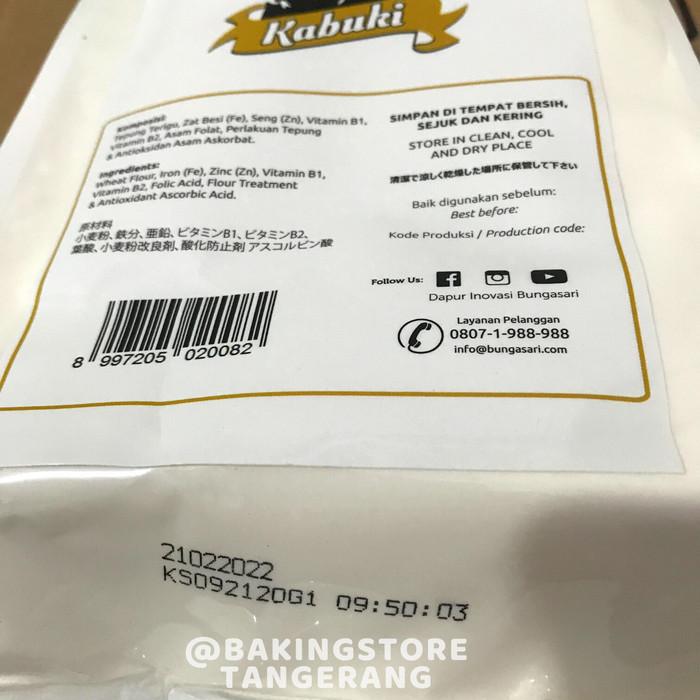 Kabuki
Komposisi:
Tepung Terigu, Zat Besi (Fe), Seng (Zn), Vitamin B1,
Vitamin B2, Asam Folat, Perlakuan Tepung
& Antioksidan Asam Askorbat.
Ingredients:
Wheat Flour, Iron (Fe), Zinc (Zn), Vitamin B1,
Vitamin B2, Folic Acid, Flour Treatment
& Antioxidant Ascorbic Acid.
原材料
小麦粉、鉄分、亜鉛、ビタミンB1、ビタミンB2、
葉酸、小麦粉改良剤、酸化防止剤 アスコルビン酸
8 997205 020082
SIMPAN DI TEMPAT BERSIH,
SEJUK DAN KERING
STORE IN CLEAN, COOL
AND DRY PLACE
清潔で涼しく乾燥した場所に保管して下さい
Baik digunakan sebelum:
Best before:
Kode Produksi / Production code:
Follow Us:
Dapur Inovasi Bungasari
Layanan Pelanggan
0807-1-988-988
info@bungasari.com
21022022
KS092120G1 09:50:03
@BAKINGSTORE
TANGERANG